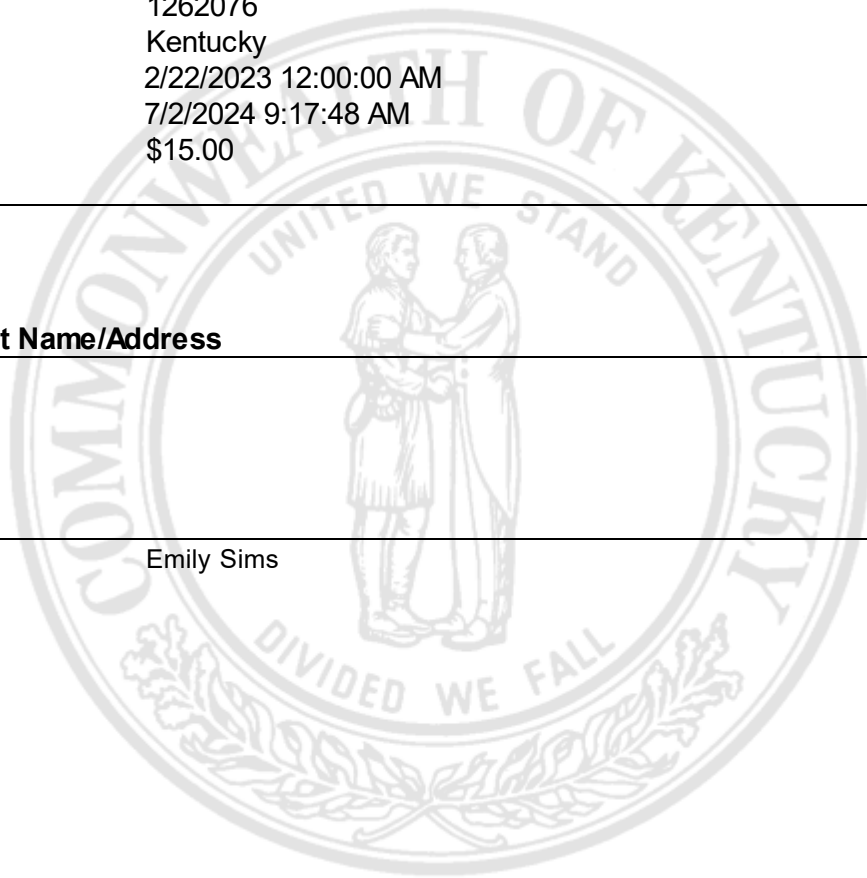 1262076
Kentucky
2/22/2023 12:00:00 AM
7/2/2024 9:17:48 AM
$15.00
COMMONWEALTH OF KENTUCKY
UNITED WE STAND
t Name/Address
Emily Sims
DIVIDED WE FALL